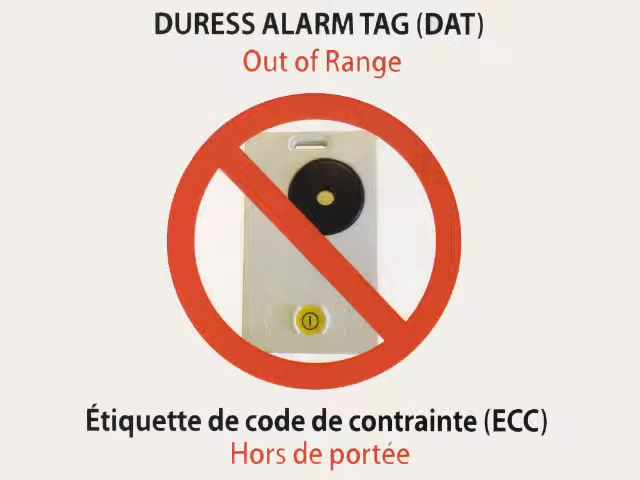 DURESS ALARM TAG (DAT)
Out of Range
Étiquette de code de contrainte (ECC)
Hors de portée